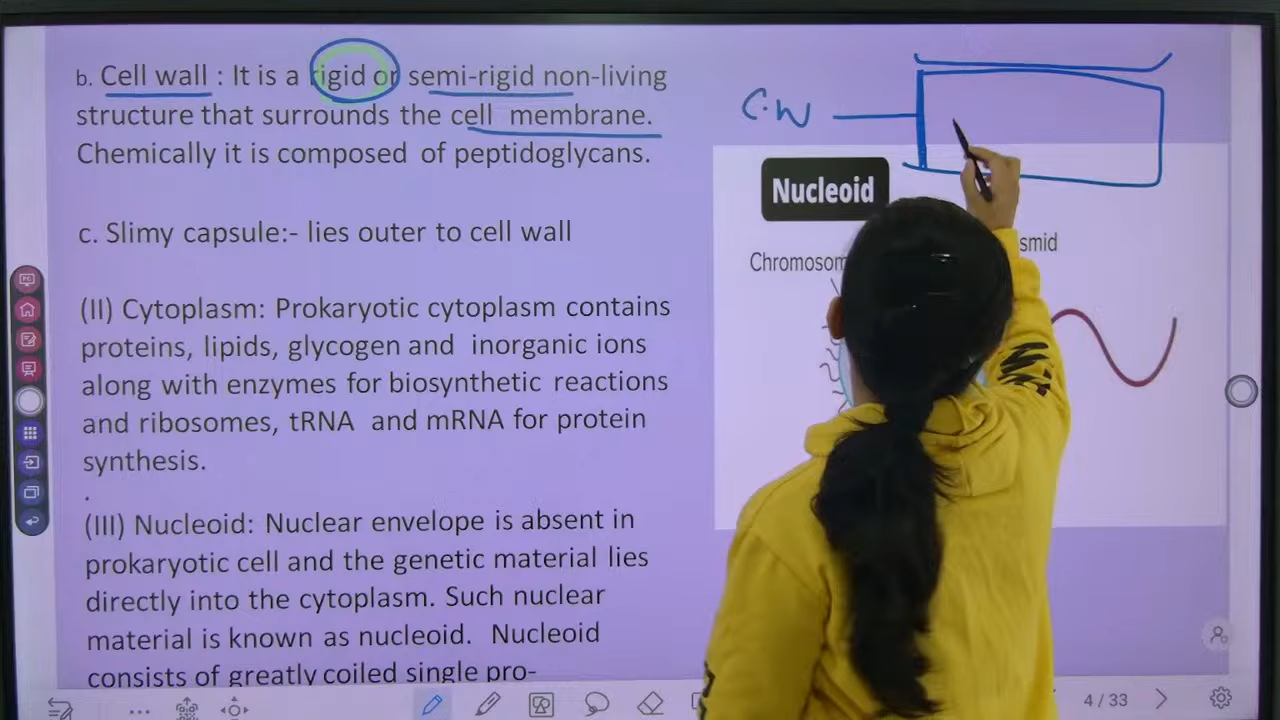 b. Cell wall : It is a rigid or semi-rigid non-living
structure that surrounds the cell membrane.
Chemically it is composed of peptidoglycans.
c. Slimy capsule:- lies outer to cell wall
(II) Cytoplasm: Prokaryotic cytoplasm contains
proteins, lipids, glycogen and inorganic ions
along with enzymes for biosynthetic reactions
and ribosomes, tRNA and mRNA for protein
synthesis.
.
(III) Nucleoid: Nuclear envelope is absent in
prokaryotic cell and the genetic material lies
directly into the cytoplasm. Such nuclear
material is known as nucleoid. Nucleoid
consists of greatly coiled single pro-
C.W
Nucleoid
Chromosom
smid
4 / 33